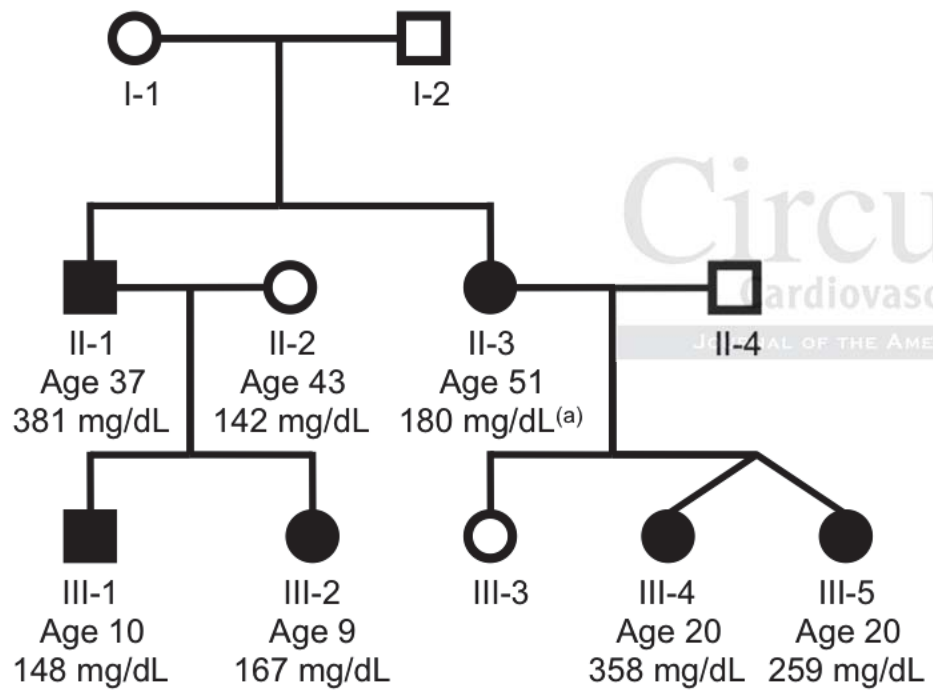 I-1
I-2
Circu
Cardiovasc
JOURNAL OF THE AME
II-1
Age 37
381 mg/dL
II-2
Age 43
142 mg/dL
II-3
Age 51
180 mg/dL(a)
II-4
III-1
Age 10
148 mg/dL
III-2
Age 9
167 mg/dL
III-3
III-4
Age 20
358 mg/dL
III-5
Age 20
259 mg/dL